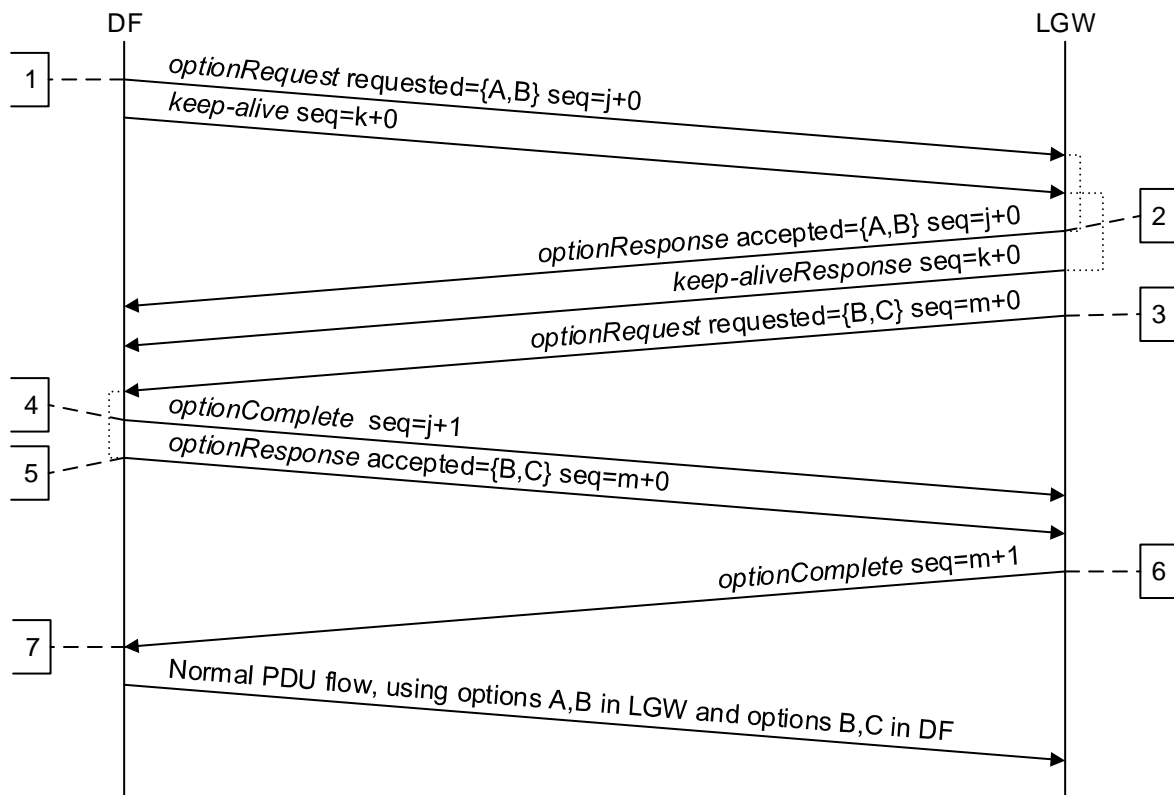 DF
LGW
1
optionRequest requested={A,B} seq=j+0
keep-alive seq=k+0
2
optionResponse accepted={A,B} seq=j+0
keep-aliveResponse seq=k+0
3
optionRequest requested={B,C} seq=m+0
4
optionComplete seq=j+1
5
optionResponse accepted={B,C} seq=m+0
optionComplete seq=m+1
6
7
Normal PDU flow, using options A,B in LGW and options B,C in DF